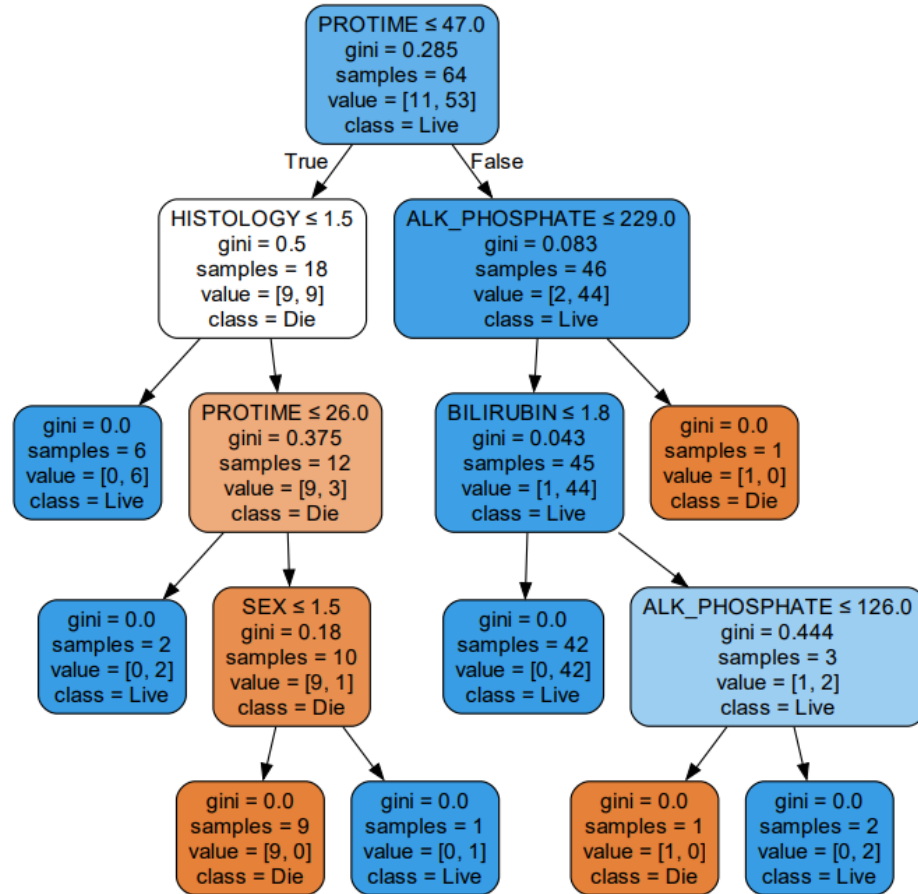 PROTIME ≤ 47.0
gini = 0.285
samples = 64
value = [11, 53]
class = Live
True
False
HISTOLOGY ≤ 1.5
gini = 0.5
samples = 18
value = [9, 9]
class = Die
ALK_PHOSPHATE ≤ 229.0
gini = 0.083
samples = 46
value = [2, 44]
class = Live
gini = 0.0
samples = 6
value = [0, 6]
class = Live
PROTIME ≤ 26.0
gini = 0.375
samples = 12
value = [9, 3]
class = Die
BILIRUBIN ≤ 1.8
gini = 0.043
samples = 45
value = [1, 44]
class = Live
gini = 0.0
samples = 1
value = [1, 0]
class = Die
gini = 0.0
samples = 2
value = [0, 2]
class = Live
SEX ≤ 1.5
gini = 0.18
samples = 10
value = [9, 1]
class = Die
gini = 0.0
samples = 42
value = [0, 42]
class = Live
ALK_PHOSPHATE ≤ 126.0
gini = 0.444
samples = 3
value = [1, 2]
class = Live
gini = 0.0
samples = 9
value = [9, 0]
class = Die
gini = 0.0
samples = 1
value = [0, 1]
class = Live
gini = 0.0
samples = 1
value = [1, 0]
class = Die
gini = 0.0
samples = 2
value = [0, 2]
class = Live